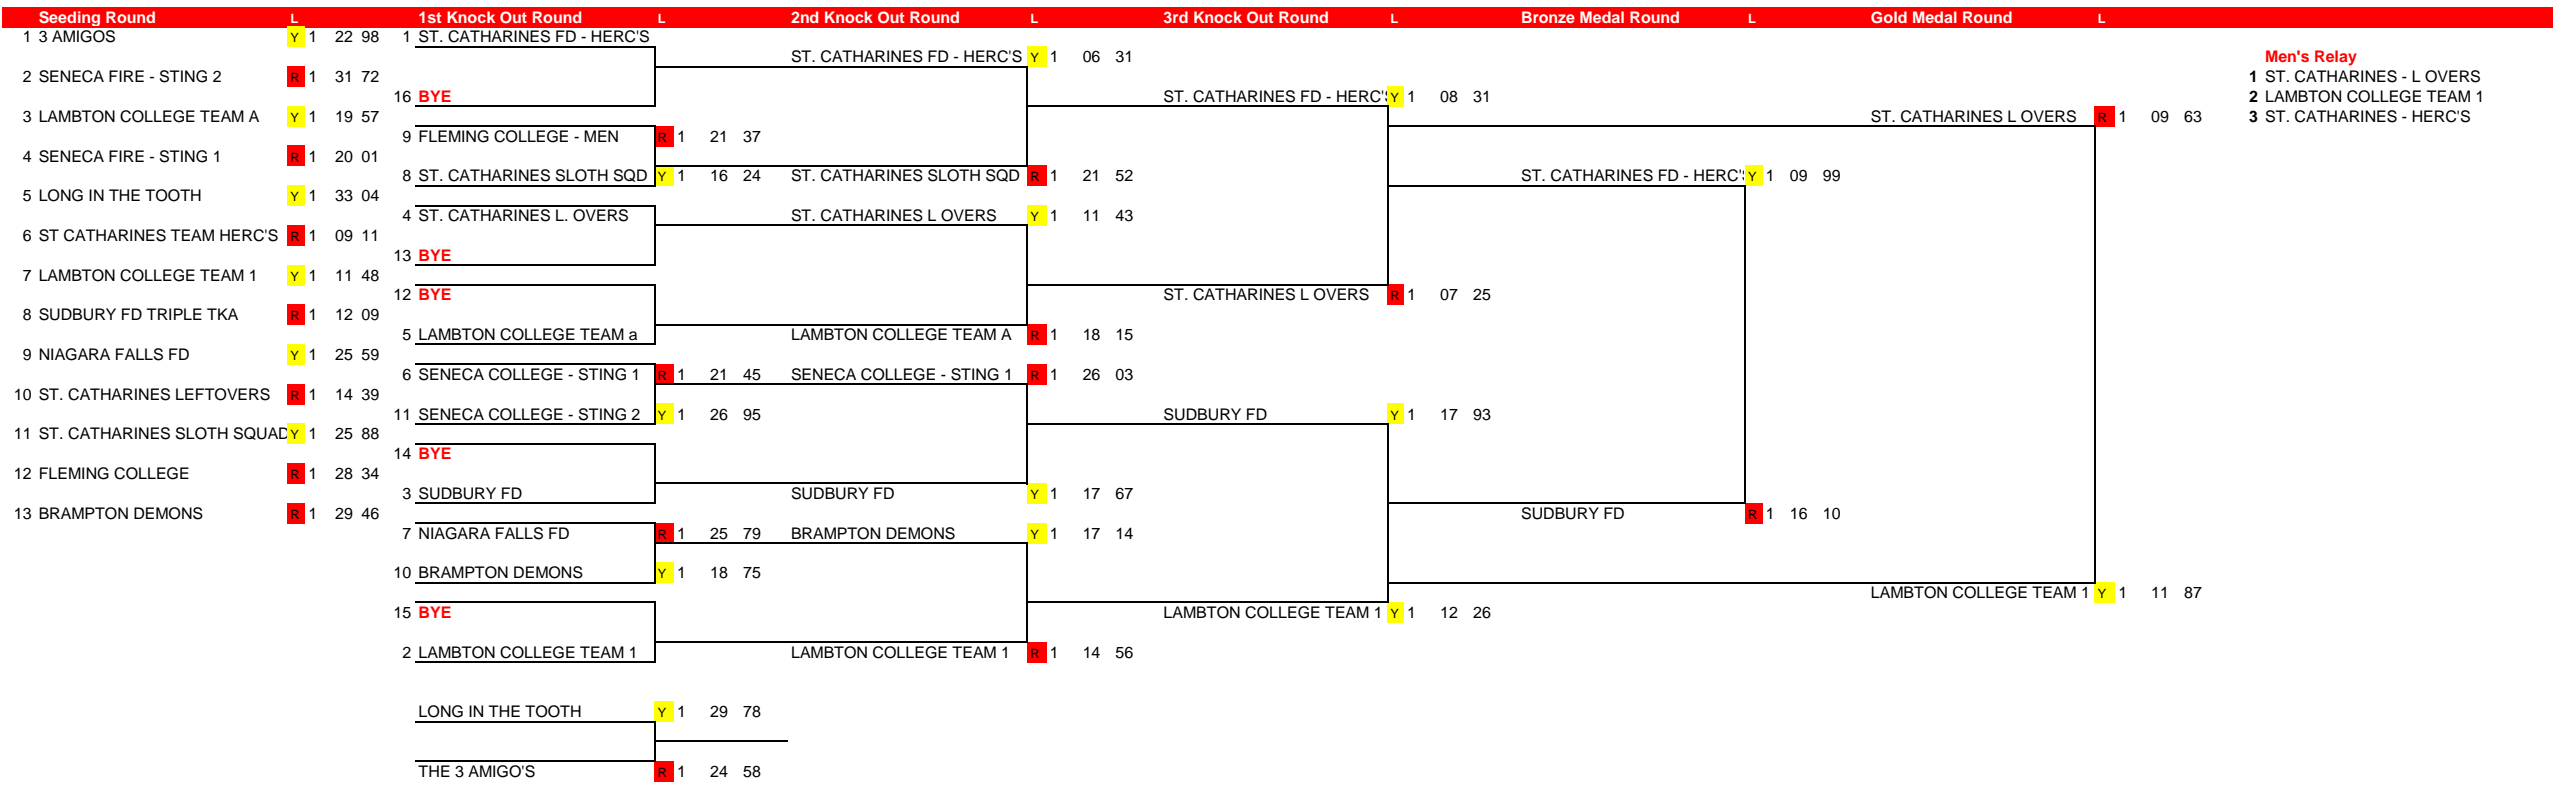 Seeding Round L 1st Knock Out Round L 2nd Knock Out Round L 3rd Knock Out Round L Bronze Medal Round L Gold Medal Round L
1 3 AMIGOS Y 1 22 98 1 ST. CATHARINES FD - HERC'S
ST. CATHARINES FD - HERC'S Y 1 06 31 Men's Relay
2 SENECA FIRE - STING 2 R 1 31 72 1 ST. CATHARINES - L OVERS
16 BYE ST. CATHARINES FD - HERC'S Y 1 08 31 2 LAMBTON COLLEGE TEAM 1
3 LAMBTON COLLEGE TEAM A Y 1 19 57 ST. CATHARINES L OVERS R 1 09 63 3 ST. CATHARINES - HERC'S
9 FLEMING COLLEGE - MEN R 1 21 37
4 SENECA FIRE - STING 1 R 1 20 01
8 ST. CATHARINES SLOTH SQD Y 1 16 24 ST. CATHARINES SLOTH SQD R 1 21 52 ST. CATHARINES FD - HERC'S Y 1 09 99
5 LONG IN THE TOOTH Y 1 33 04
4 ST. CATHARINES L. OVERS ST. CATHARINES L OVERS Y 1 11 43
6 ST CATHARINES TEAM HERC'S R 1 09 11
13 BYE
7 LAMBTON COLLEGE TEAM 1 Y 1 11 48
12 BYE ST. CATHARINES L OVERS R 1 07 25
8 SUDBURY FD TRIPLE TKA R 1 12 09
5 LAMBTON COLLEGE TEAM a LAMBTON COLLEGE TEAM A R 1 18 15
9 NIAGARA FALLS FD Y 1 25 59
6 SENECA COLLEGE - STING 1 R 1 21 45 SENECA COLLEGE - STING 1 R 1 26 03
10 ST. CATHARINES LEFTOVERS R 1 14 39
11 SENECA COLLEGE - STING 2 Y 1 26 95 SUDBURY FD Y 1 17 93
11 ST. CATHARINES SLOTH SQUAD Y 1 25 88
14 BYE
12 FLEMING COLLEGE R 1 28 34
3 SUDBURY FD SUDBURY FD Y 1 17 67
13 BRAMPTON DEMONS R 1 29 46 SUDBURY FD R 1 16 10
7 NIAGARA FALLS FD R 1 25 79 BRAMPTON DEMONS Y 1 17 14
10 BRAMPTON DEMONS Y 1 18 75
LAMBTON COLLEGE TEAM 1 Y 1 11 87
15 BYE LAMBTON COLLEGE TEAM 1 Y 1 12 26
2 LAMBTON COLLEGE TEAM 1 LAMBTON COLLEGE TEAM 1 R 1 14 56
LONG IN THE TOOTH Y 1 29 78
THE 3 AMIGO'S R 1 24 58